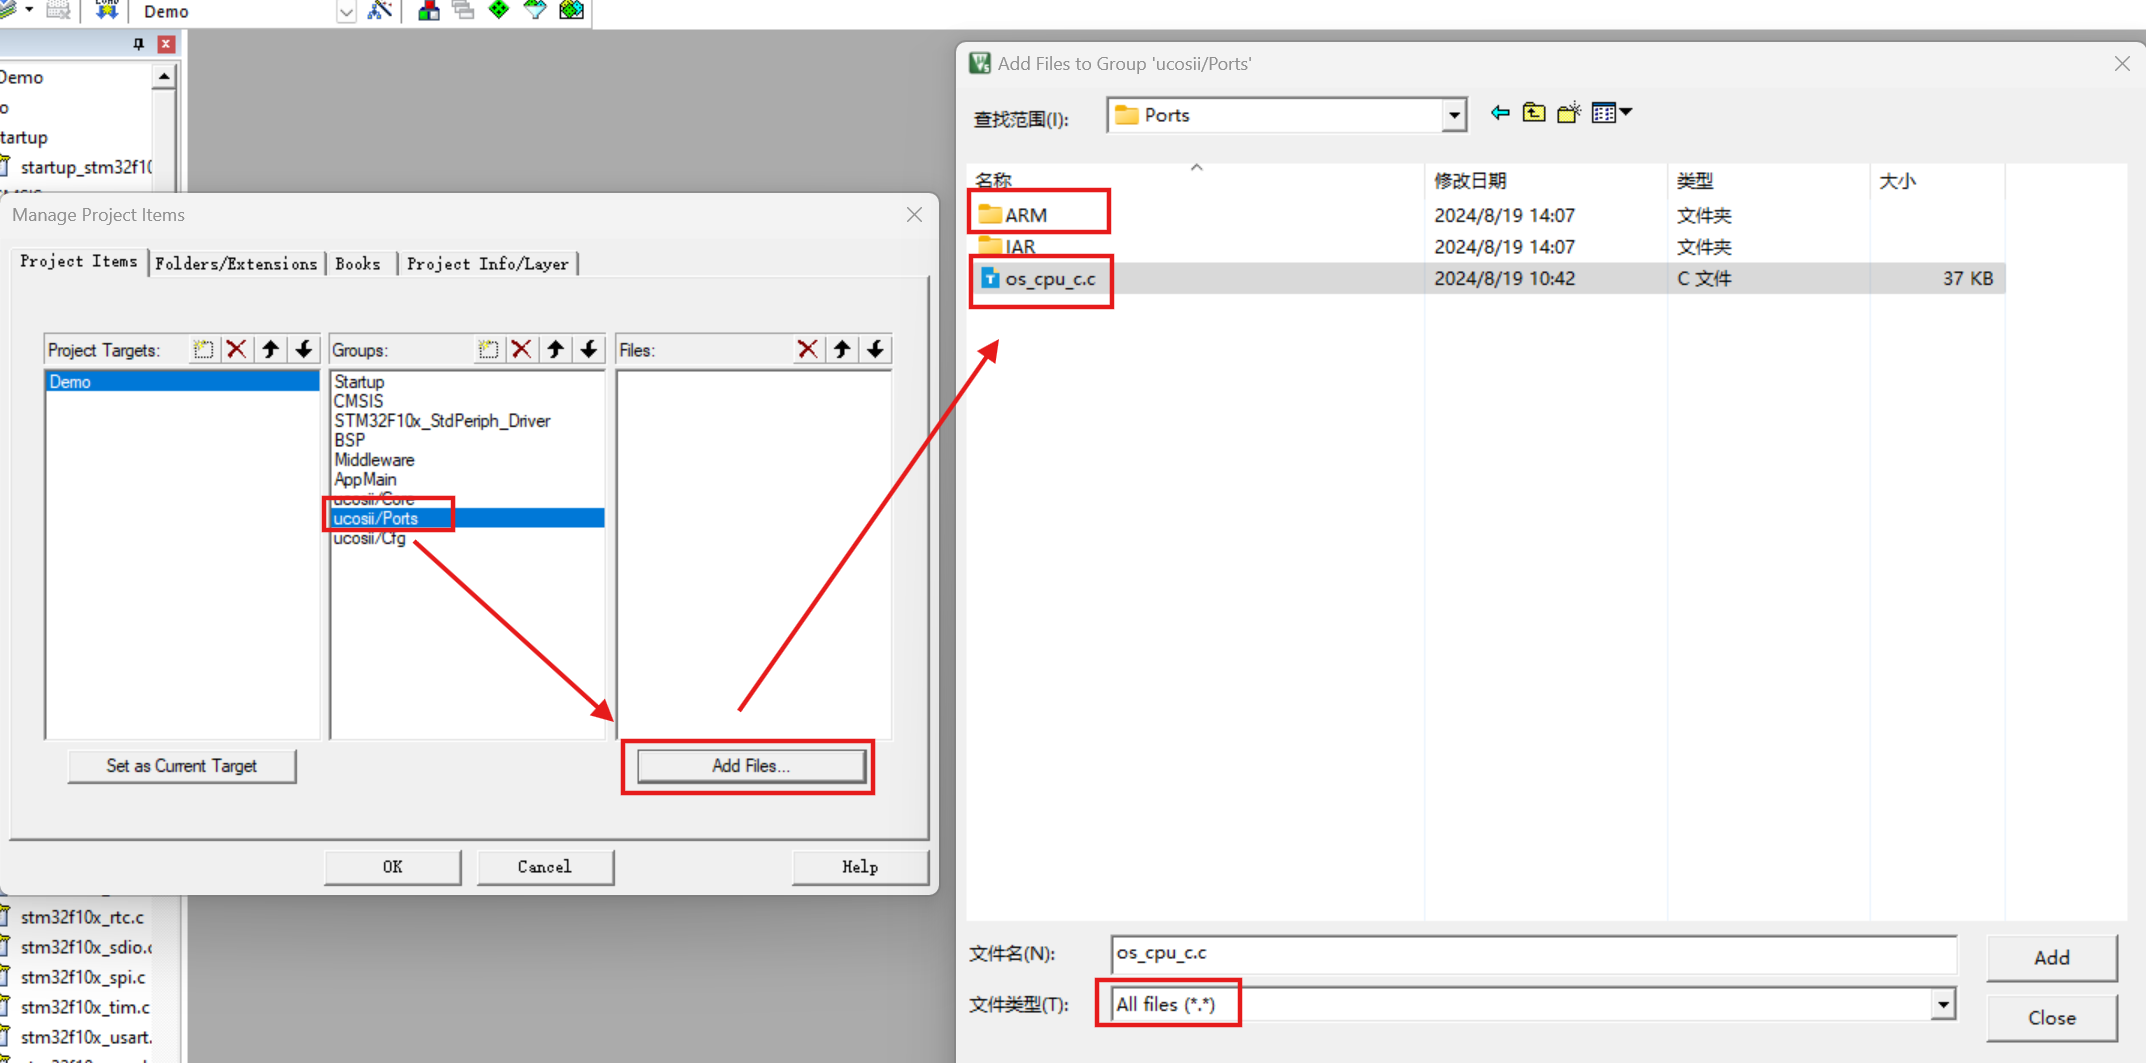 Demo
Demo
startup_stm32f10
Manage Project Items
Project Items
Folders/Extensions
Books
Project Info/Layer
Project Targets:
Groups:
Files:
Demo
Startup
CMSIS
STM32F10x_StdPeriph_Driver
BSP
Middleware
AppMain
ucosii/Core
ucosii/Ports
ucosii/Cfg
Set as Current Target
Add Files...
OK
Cancel
Help
stm32f10x_rtc.c
stm32f10x_sdio.c
stm32f10x_spi.c
stm32f10x_tim.c
stm32f10x_usart.
Add Files to Group 'ucosii/Ports'
查找范围(I):
Ports
名称
修改日期
类型
大小
ARM
2024/8/19 14:07
文件夹
IAR
2024/8/19 14:07
文件夹
os_cpu_c.c
2024/8/19 10:42
C 文件
37 KB
文件名(N):
os_cpu_c.c
Add
文件类型(T):
All files (*.*)
Close